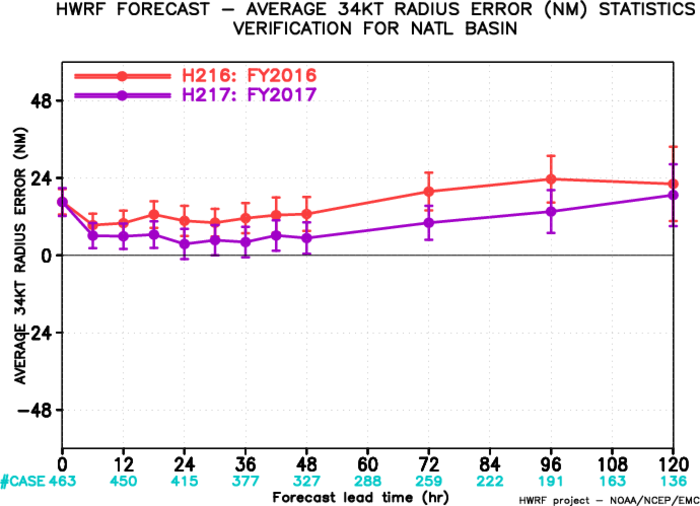 HWRF FORECAST – AVERAGE 34KT RADIUS ERROR (NM) STATISTICS
VERIFICATION FOR NATL BASIN
H216: FY2016
H217: FY2017
AVERAGE 34KT RADIUS ERROR (NM)
48
24
0
-24
-48
0 12 24 36 48 60 72 84 96 108 120
#CASE 463 450 415 377 327 288 259 222 191 163 136
Forecast lead time (hr)
HWRF project – NOAA/NCEP/EMC